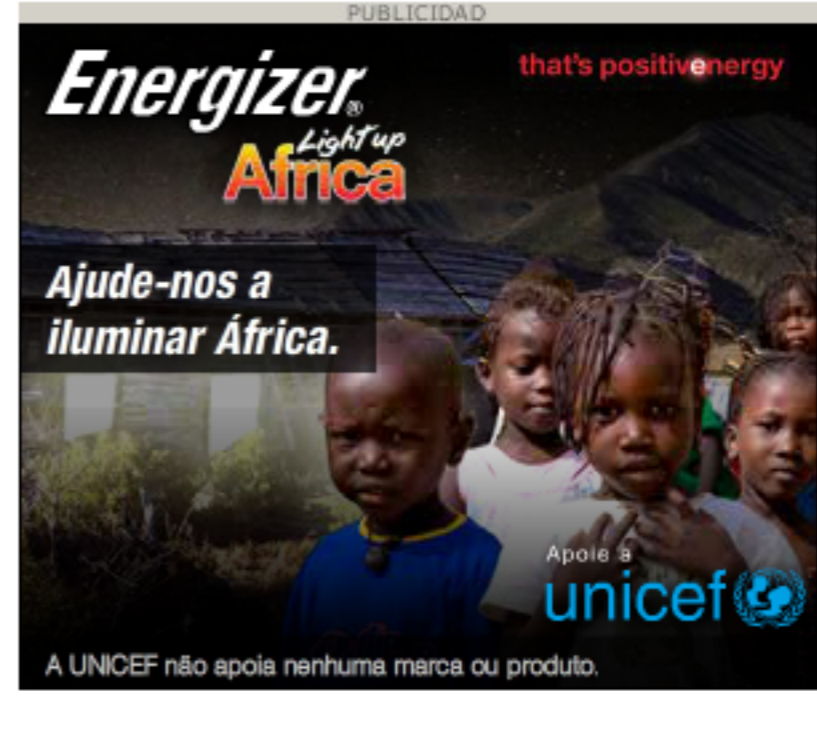 PUBLICIDAD
Energizer®
that's positivenergy
Light up
Africa
Ajude-nos a
iluminar África.
Apoie a
unicef
A UNICEF não apoia nenhuma marca ou produto.